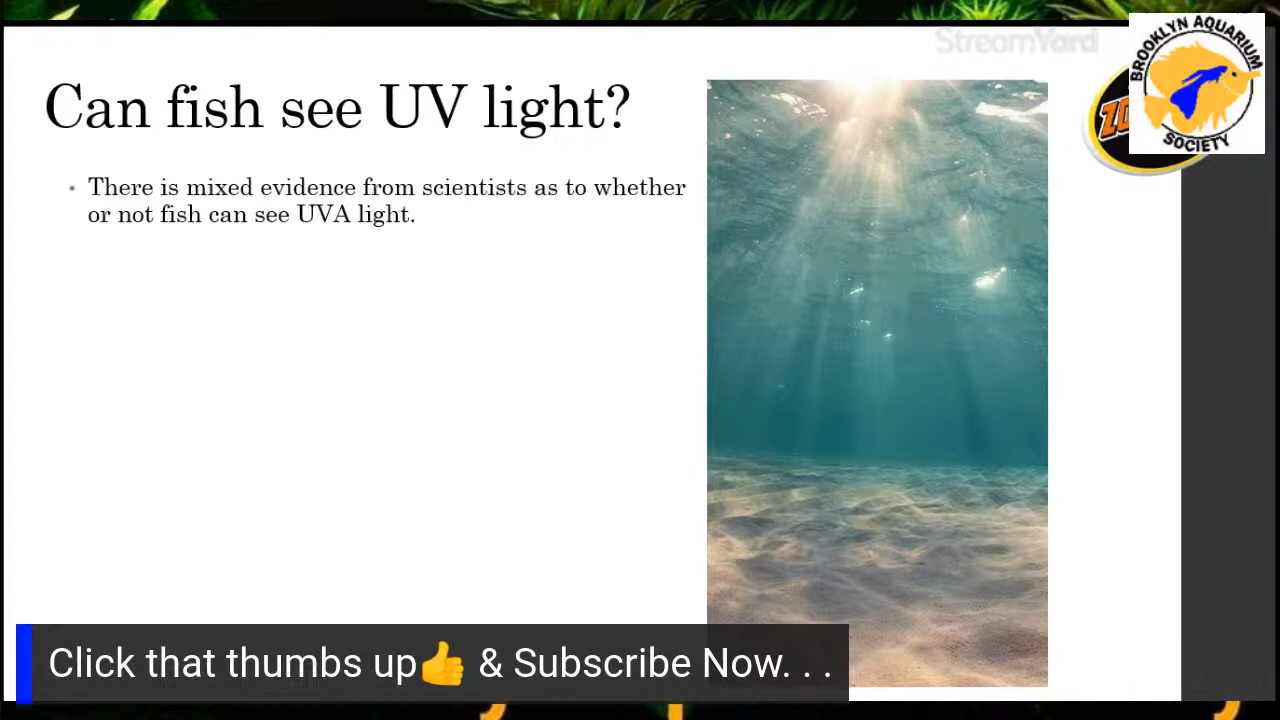 StreamYard
BROOKLYN AQUARIUM
SOCIETY
ZO
Can fish see UV light?
• There is mixed evidence from scientists as to whether
or not fish can see UVA light.
Click that thumbs up👍 & Subscribe Now. . .